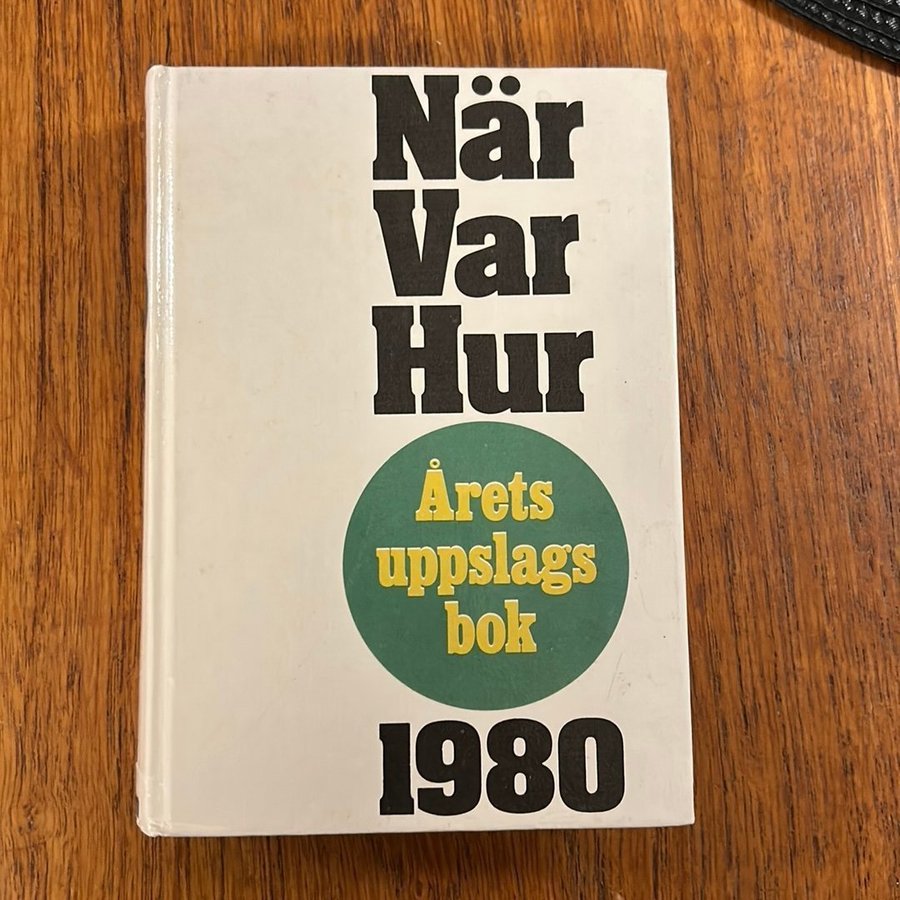 När
Var
Hur
Årets
uppslags
bok
1980